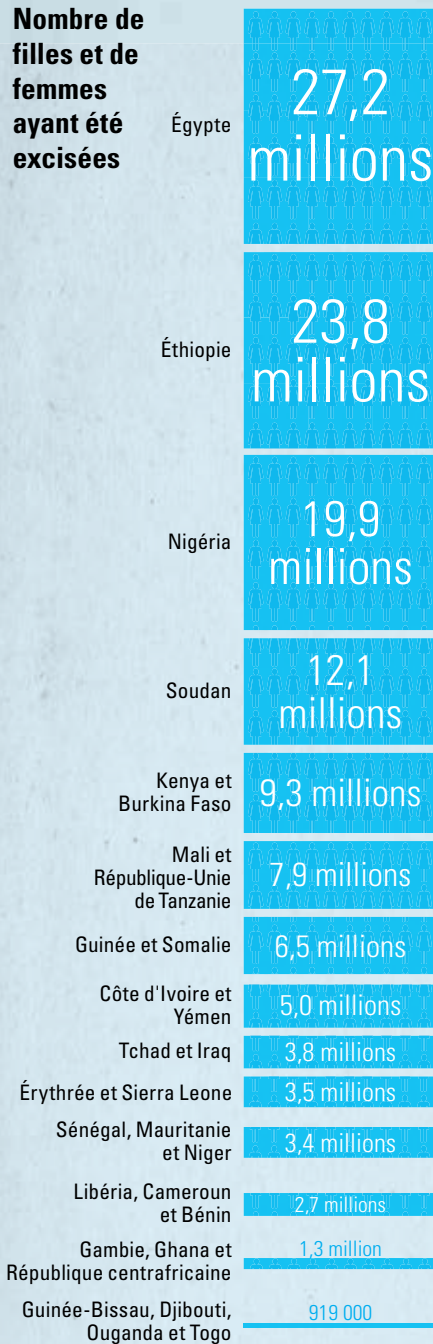 Nombre de
filles et de
femmes
ayant été
excisées
Égypte
27,2
millions
Éthiopie
23,8
millions
Nigéria
19,9
millions
Soudan
12,1
millions
Kenya et
Burkina Faso
9,3 millions
Mali et
République-Unie
de Tanzanie
7,9 millions
Guinée et Somalie
6,5 millions
Côte d'Ivoire et
Yémen
5,0 millions
Tchad et Iraq
3,8 millions
Érythrée et Sierra Leone
3,5 millions
Sénégal, Mauritanie
et Niger
3,4 millions
Libéria, Cameroun
et Bénin
2,7 millions
Gambie, Ghana et
République centrafricaine
1,3 million
Guinée-Bissau, Djibouti,
Ouganda et Togo
919 000